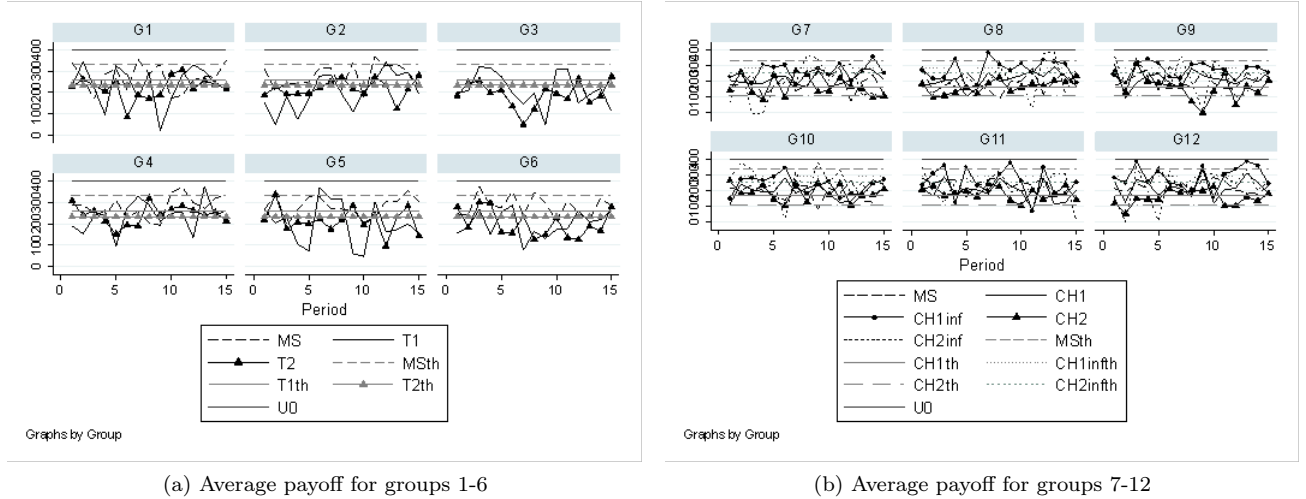 G1 G2 G3
0 100200300400
G4 G5 G6
0 100200300400
0 5 10 15 0 5 10 15 0 5 10 15
Period
MS T1
T2 MSth
T1th T2th
U0
Graphs by Group
(a) Average payoff for groups 1-6
G7 G8 G9
0 100200300400
G10 G11 G12
0 100200300400
0 5 10 15 0 5 10 15 0 5 10 15
Period
MS CH1
CH1inf CH2
CH2inf MSth
CH1th CH1infth
CH2th CH2infth
U0
Graphs by Group
(b) Average payoff for groups 7-12